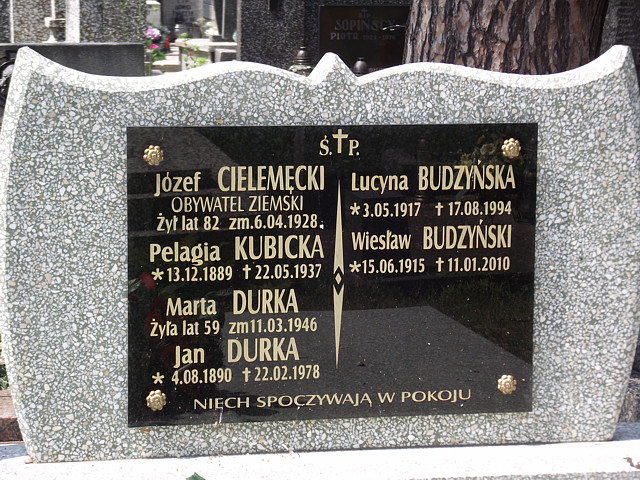 SOPIŃSCY
PIOTR
Ś.†P.
Józef CIELEMĘCKI
OBYWATEL ZIEMSKI
Żył lat 82 zm.6.04.1928
Pelagia KUBICKA
*13.12.1889 †22.05.1937
Marta DURKA
Żyła lat 59 zm11.03.1946
Jan DURKA
* 4.08.1890 †22.02.1978
Lucyna BUDZYŃSKA
*3.05.1917 †17.08.1994
Wiesław BUDZYŃSKI
*15.06.1915 †11.01.2010
NIECH SPOCZYWAJĄ W POKOJU